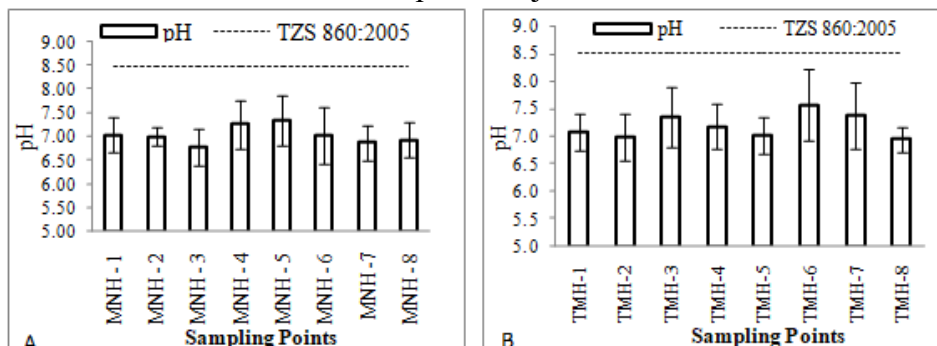 pH TZS 860:2005
9.00
8.50
8.00
7.50
7.00
6.50
6.00
5.50
5.00
pH
MNH - 1
MNH - 2
MNH - 3
MNH - 4
MNH - 5
MNH - 6
MNH - 7
MNH - 8
Sampling Points
A
pH TZS 860:2005
9.0
8.5
8.0
7.5
7.0
6.5
6.0
5.5
5.0
pH
TMH-1
TMH-2
TMH-3
TMH-4
TMH-5
TMH-6
TMH-7
TMH-8
Sampling Points
B